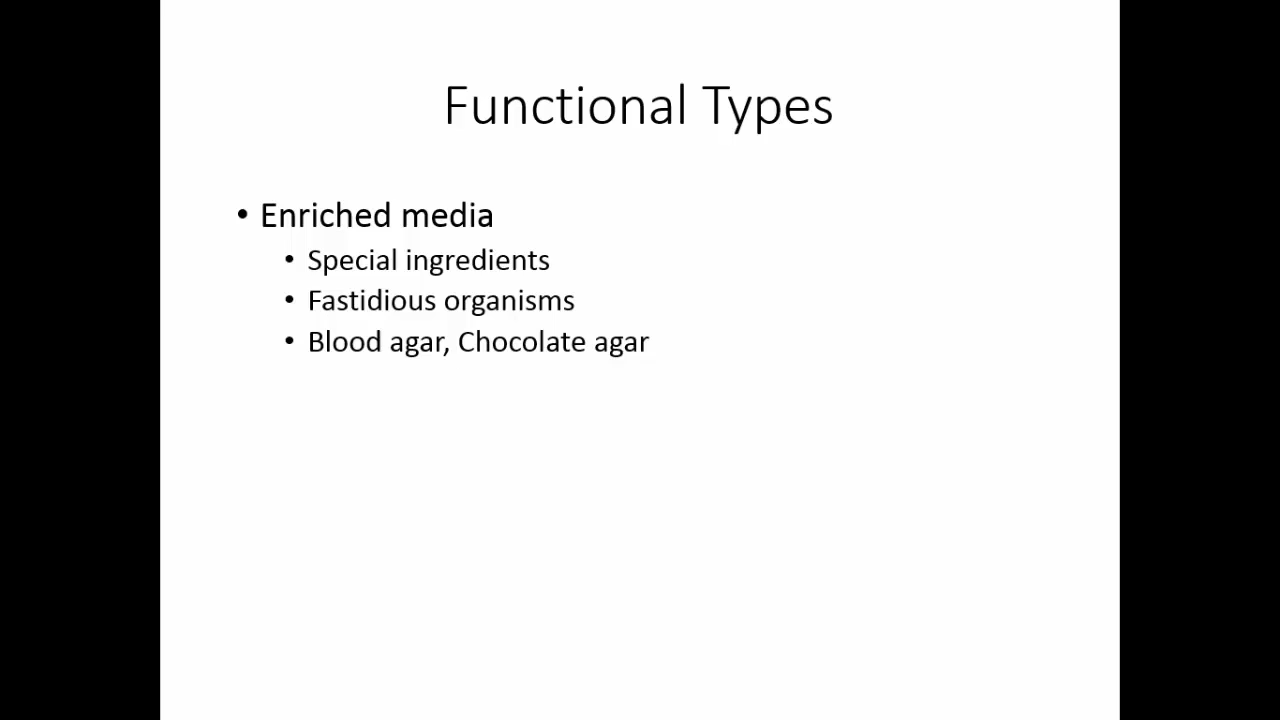 Functional Types
• Enriched media
• Special ingredients
• Fastidious organisms
• Blood agar, Chocolate agar